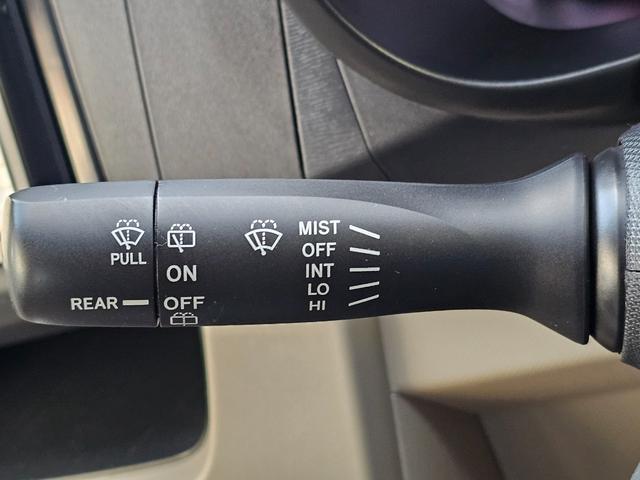 PULL
REAR
ON
OFF
MIST
OFF
INT
LO
HI